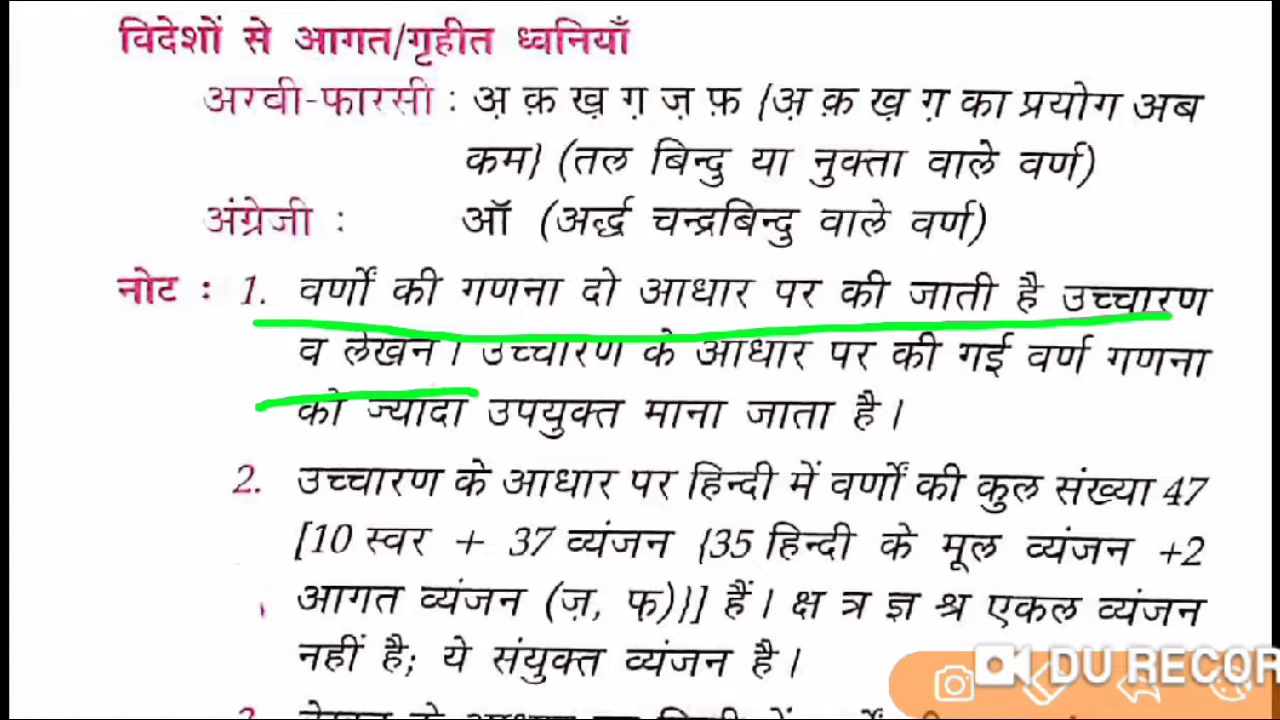 विदेशों से आगत/गृहीत ध्वनियाँ
अरबी-फारसी : अ़ क़ ख़ ग़ ज़ फ़ {अ़ क़ ख़ ग़ का प्रयोग अब
कम} (तल बिन्दु या नुक्ता वाले वर्ण)
अंग्रेजी : ऑ (अर्द्ध चन्द्रबिन्दु वाले वर्ण)
नोट : 1. वर्णों की गणना दो आधार पर की जाती है उच्चारण
व लेखन। उच्चारण के आधार पर की गई वर्ण गणना
को ज्यादा उपयुक्त माना जाता है।
2. उच्चारण के आधार पर हिन्दी में वर्णों की कुल संख्या 47
[10 स्वर + 37 व्यंजन {35 हिन्दी के मूल व्यंजन +2
आगत व्यंजन (ज़, फ़)}] हैं। क्ष त्र ज्ञ श्र एकल व्यंजन
नहीं है; ये संयुक्त व्यंजन है।
DU RECOR